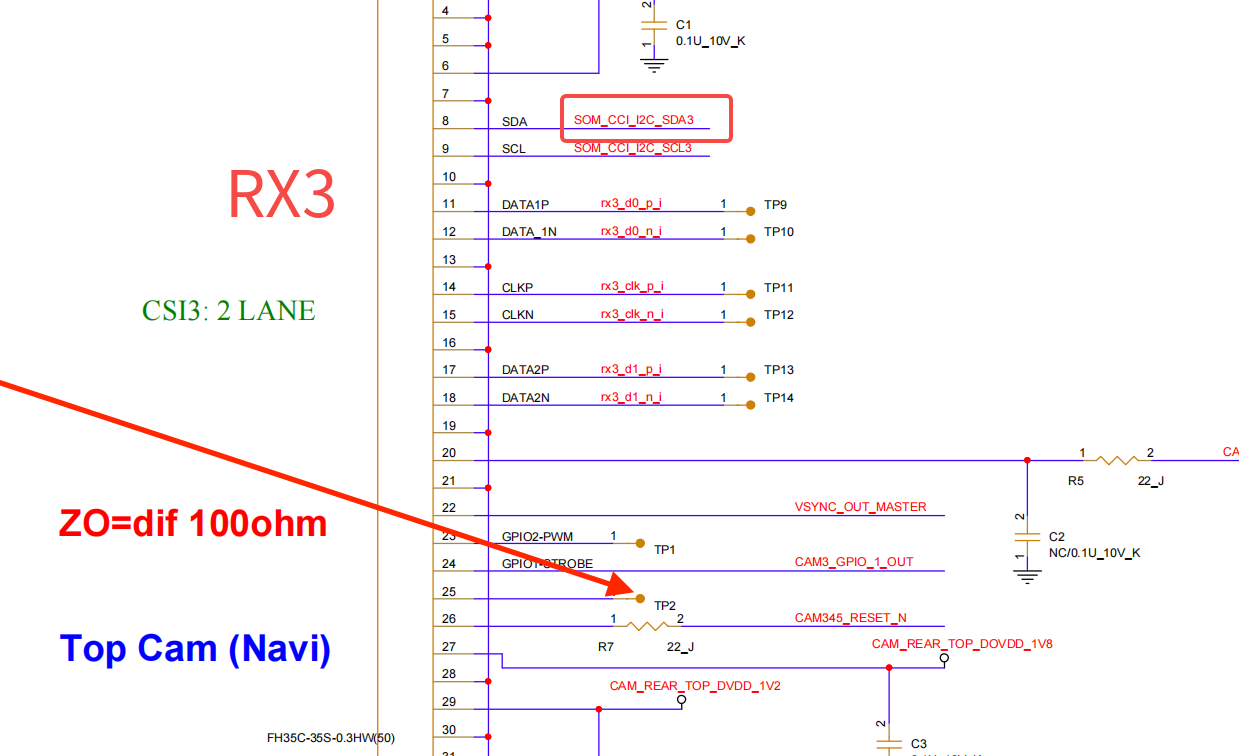 4
2
C1
1
0.1U_10V_K
5
6
7
8 SDA SOM_CCI_I2C_SDA3
9 SCL SOM_CCI_I2C_SCL3
RX3
10
11 DATA1P rx3_d0_p_i 1 TP9
12 DATA_1N rx3_d0_n_i 1 TP10
13
14 CLKP rx3_clk_p_i 1 TP11
CSI3: 2 LANE
15 CLKN rx3_clk_n_i 1 TP12
16
17 DATA2P rx3_d1_p_i 1 TP13
18 DATA2N rx3_d1_n_i 1 TP14
19
20 1 2 CA
R5 22_J
21
22 VSYNC_OUT_MASTER
ZO=dif 100ohm
2
C2
1
NC/0.1U_10V_K
23 GPIO2-PWM 1 TP1
24 GPIO1-STROBE CAM3_GPIO_1_OUT
25 TP2
26 1 2 CAM345_RESET_N
R7 22_J
Top Cam (Navi)
27 CAM_REAR_TOP_DOVDD_1V8
28
CAM_REAR_TOP_DVDD_1V2
29
2
C3
30
FH35C-35S-0.3HW(50)